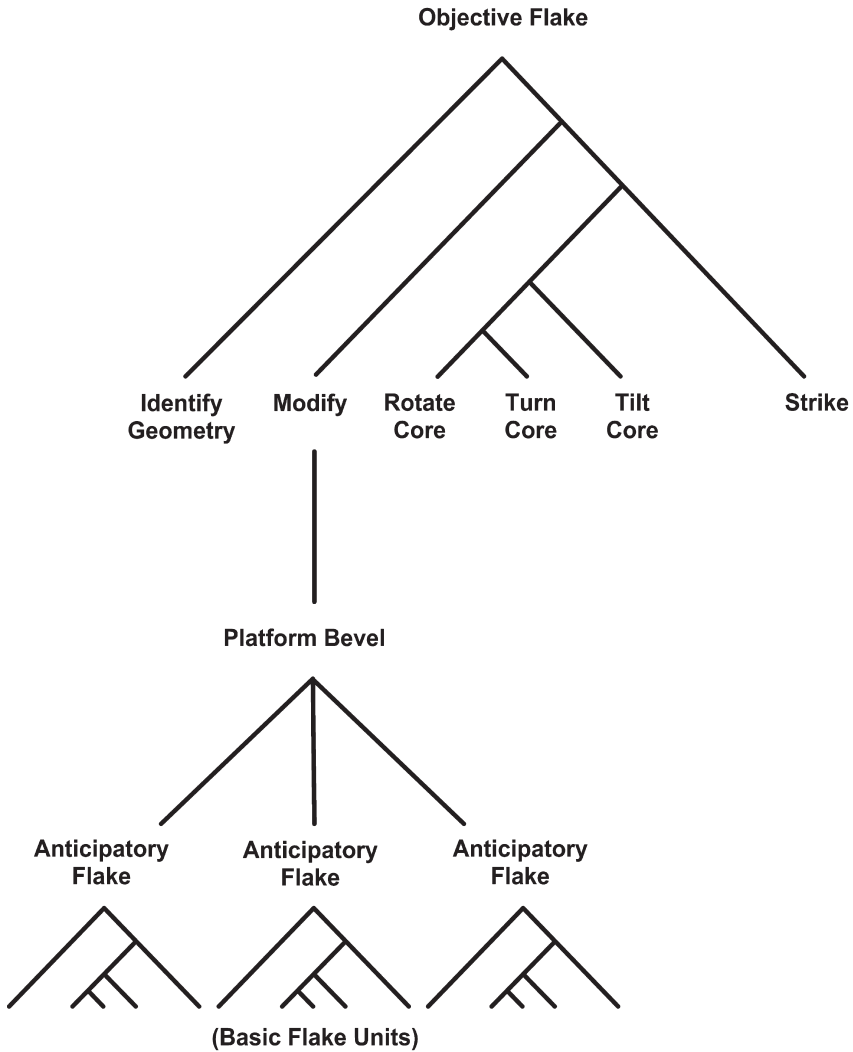 Objective Flake
Identify
Geometry
Modify
Rotate
Core
Turn
Core
Tilt
Core
Strike
Platform Bevel
Anticipatory
Flake
Anticipatory
Flake
Anticipatory
Flake
(Basic Flake Units)